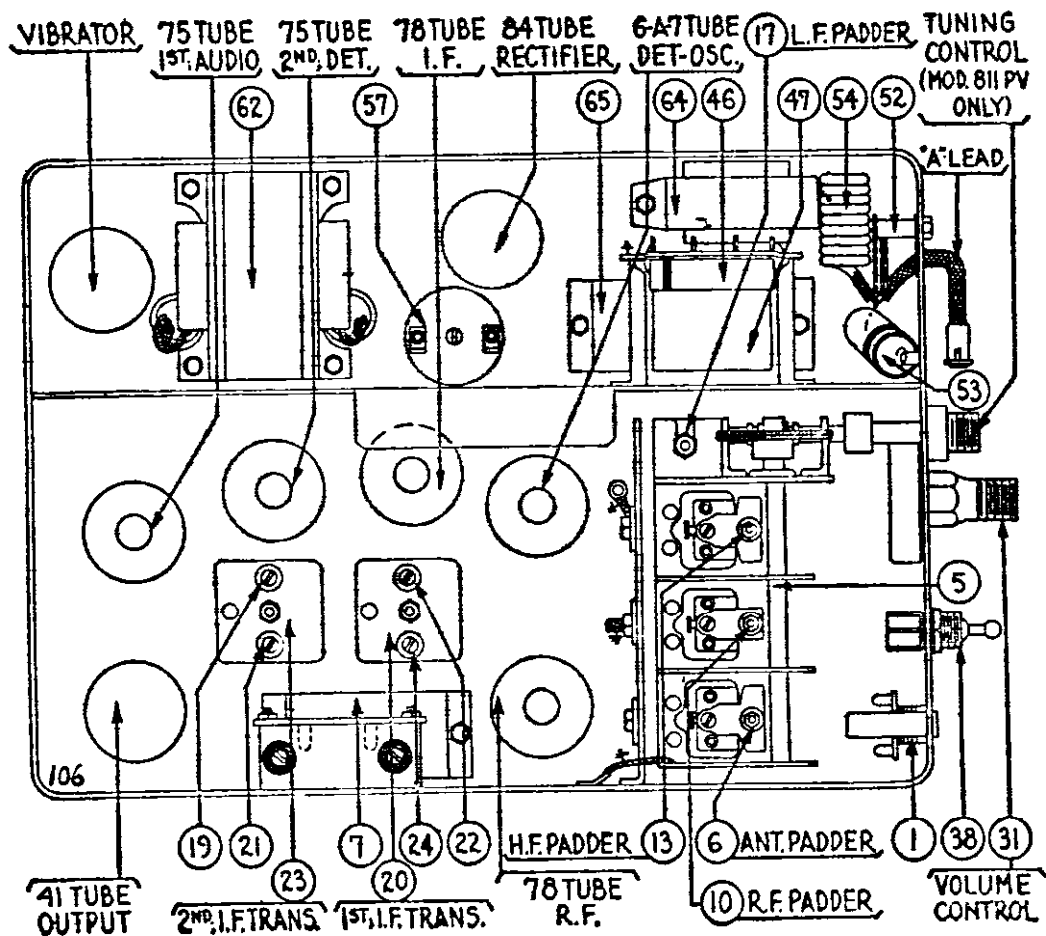 VIBRATOR
75 TUBE
1ST, AUDIO
75 TUBE
2ND, DET.
78 TUBE
I.F.
84 TUBE
RECTIFIER
6-A-7 TUBE
DET-OSC.
17 L.F. PADDER
TUNING
CONTROL
(MOD. 811 PV
ONLY)
62
57
65
64
46
47
54
52
"A"-LEAD
53
5
106
19
21
7
24
22
H.F. PADDER 13
6 ANT. PADDER
1
38
31
23
20
41 TUBE
OUTPUT
2ND, I.F. TRANS.
1ST, I.F. TRANS.
78 TUBE
R.F.
10 R.F. PADDER
VOLUME
CONTROL